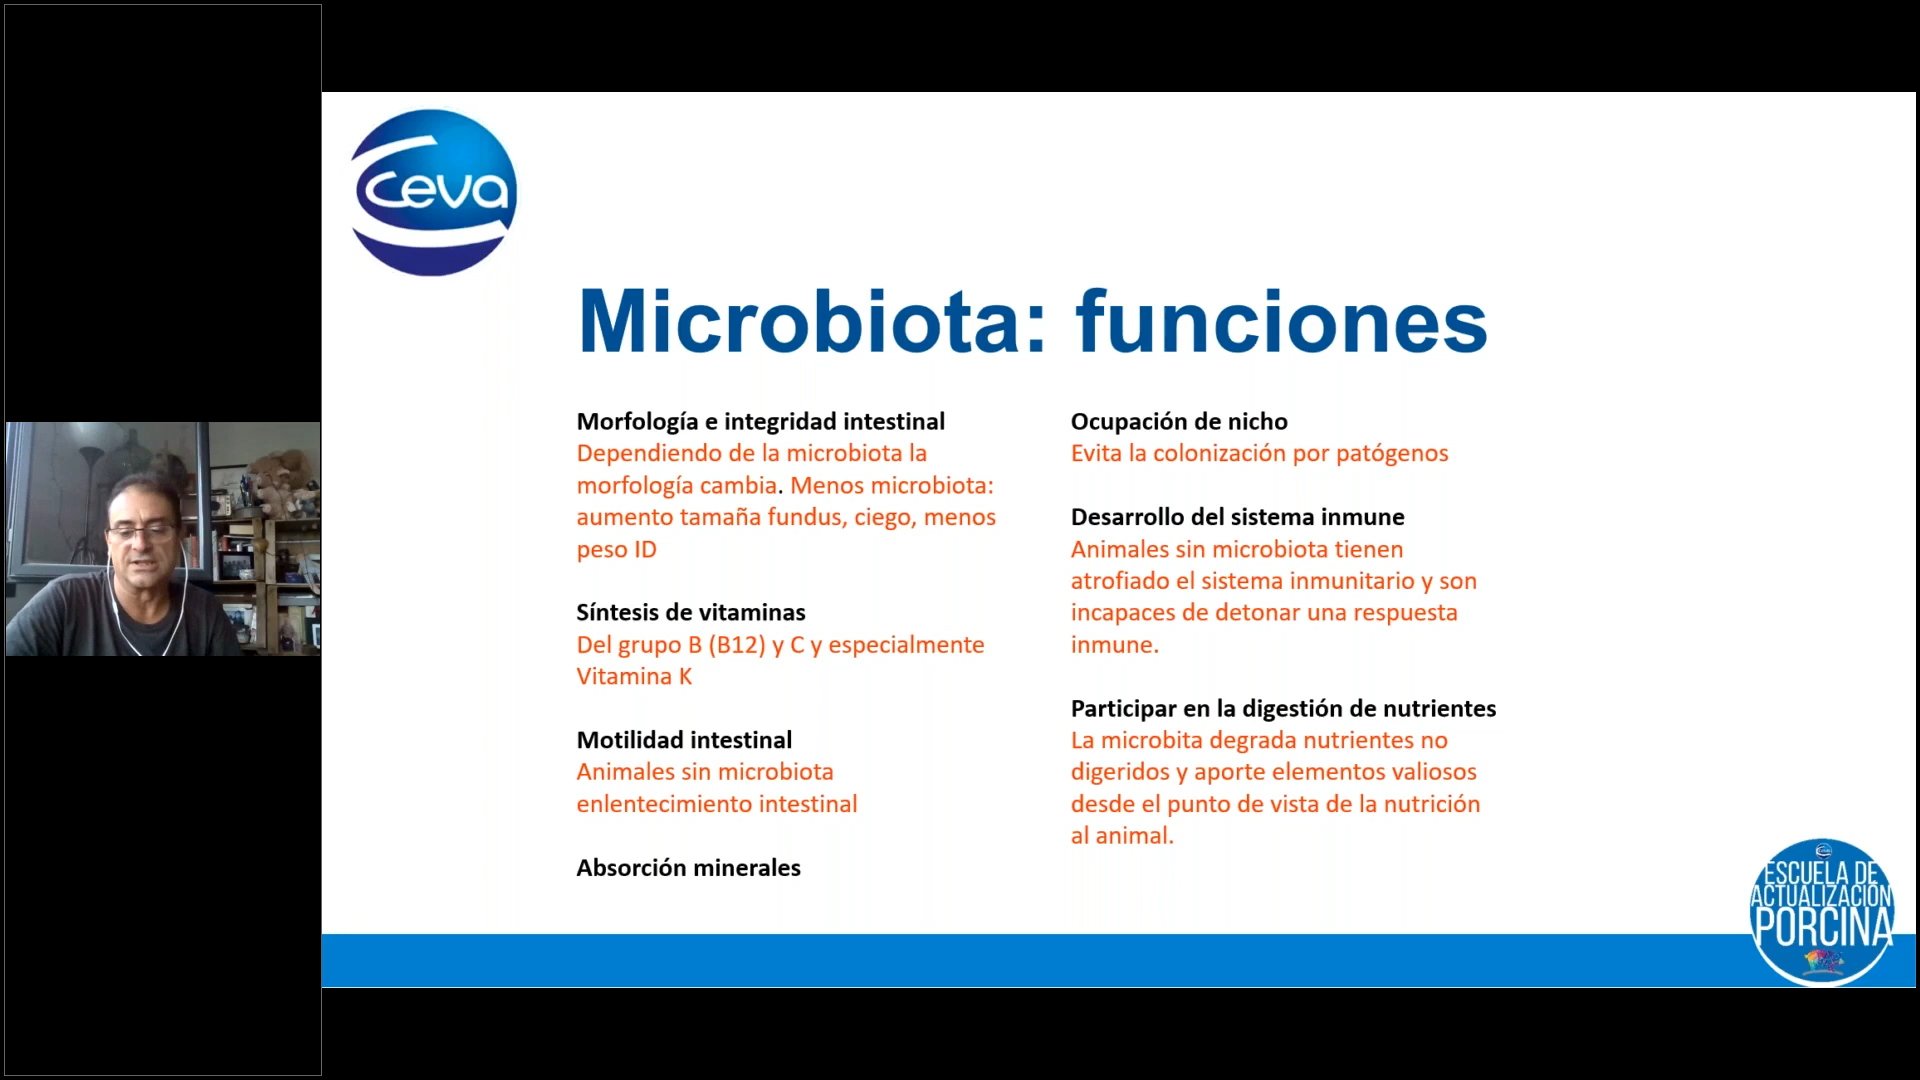 Ceva
Microbiota: funciones
Morfología e integridad intestinal
Dependiendo de la microbiota la
morfología cambia. Menos microbiota:
aumento tamaña fundus, ciego, menos
peso ID
Síntesis de vitaminas
Del grupo B (B12) y C y especialmente
Vitamina K
Motilidad intestinal
Animales sin microbiota
enlentecimiento intestinal
Absorción minerales
Ocupación de nicho
Evita la colonización por patógenos
Desarrollo del sistema inmune
Animales sin microbiota tienen
atrofiado el sistema inmunitario y son
incapaces de detonar una respuesta
inmune.
Participar en la digestión de nutrientes
La microbita degrada nutrientes no
digeridos y aporte elementos valiosos
desde el punto de vista de la nutrición
al animal.
ESCUELA DE
ACTUALIZACIÓN
PORCINA